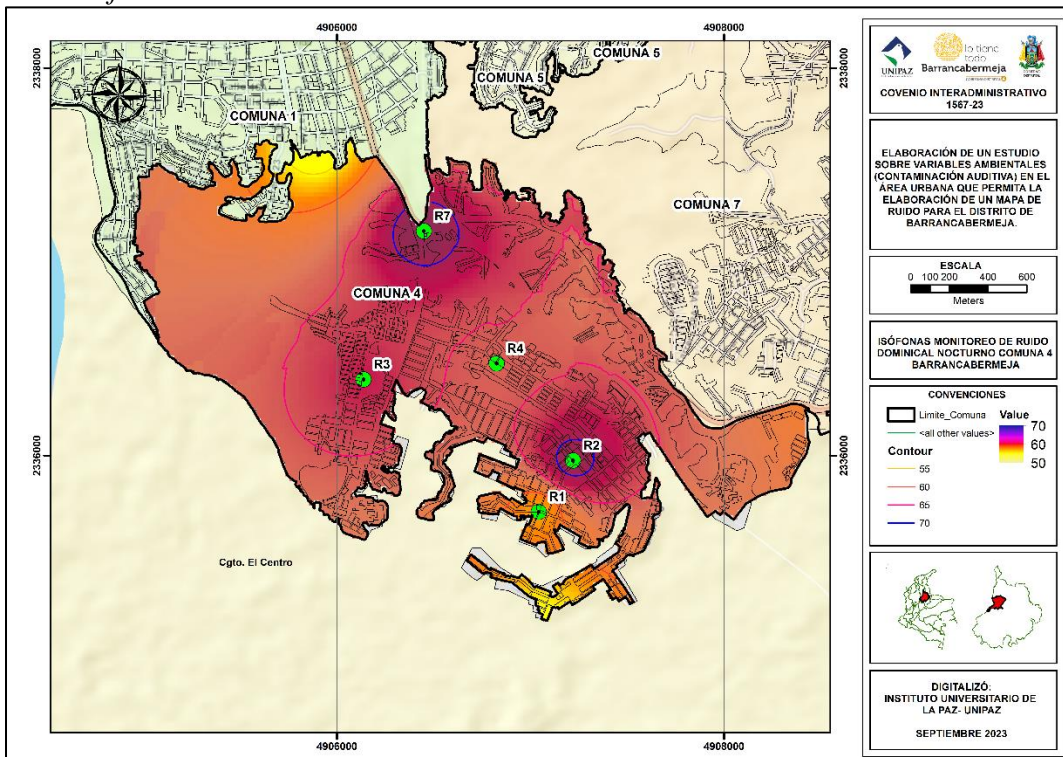 4906000
4908000
2338000
2338000
COMUNA 5
COMUNA 5
COMUNA 1
COMUNA 7
R7
COMUNA 4
R4
R3
2336000
2336000
R2
R1
Cgto. El Centro
4906000
4908000
UNIPAZ
lo tiene
todo
Barrancabermeja
COVENIO INTERADMINISTRATIVO
1567-23
ELABORACIÓN DE UN ESTUDIO
SOBRE VARIABLES AMBIENTALES
(CONTAMINACIÓN AUDITIVA) EN EL
ÁREA URBANA QUE PERMITA LA
ELABORACIÓN DE UN MAPA DE
RUIDO PARA EL DISTRITO DE
BARRANCABERMEJA.
ESCALA
0 100 200 400 600
Meters
ISÓFONAS MONITOREO DE RUIDO
DOMINICAL NOCTURNO COMUNA 4
BARRANCABERMEJA
CONVENCIONES
Limite_Comuna
<all other values>
Contour
55
60
65
70
Value
70
60
50
DIGITALIZÓ:
INSTITUTO UNIVERSITARIO DE
LA PAZ- UNIPAZ
SEPTIEMBRE 2023